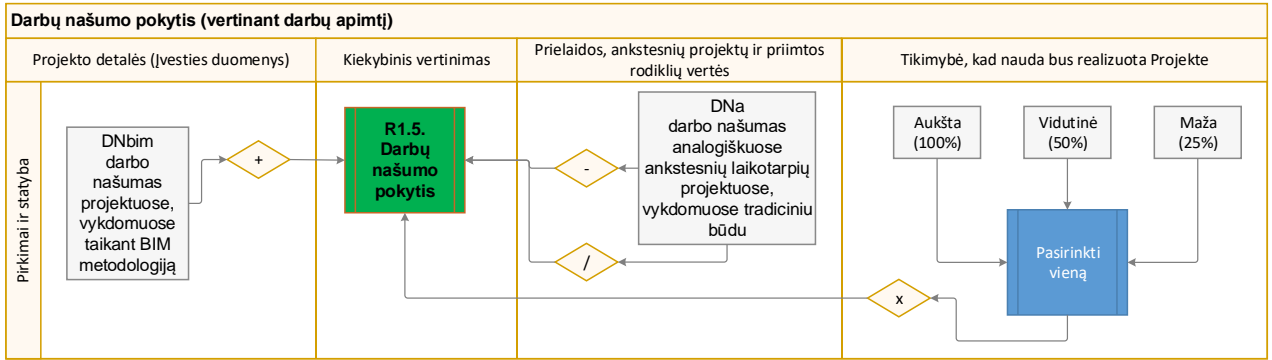 Darbų našumo pokytis (vertinant darbų apimtį)
Projekto detalės (Įvesties duomenys)
Kiekybinis vertinimas
Prielaidos, ankstesnių projektų ir priimtos
rodiklių vertės
Tikimybė, kad nauda bus realizuota Projekte
Pirkimai ir statyba
DNbim
darbo
našumas
projektuose,
vykdomuose
taikant BIM
metodologiją
+
R1.5.
Darbų
našumo
pokytis
-
/
DNa
darbo našumas
analogiškuose
ankstesnių laikotarpių
projektuose,
vykdomuose tradiciniu
būdu
Aukšta
(100%)
Vidutinė
(50%)
Maža
(25%)
Pasirinkti
vieną
x